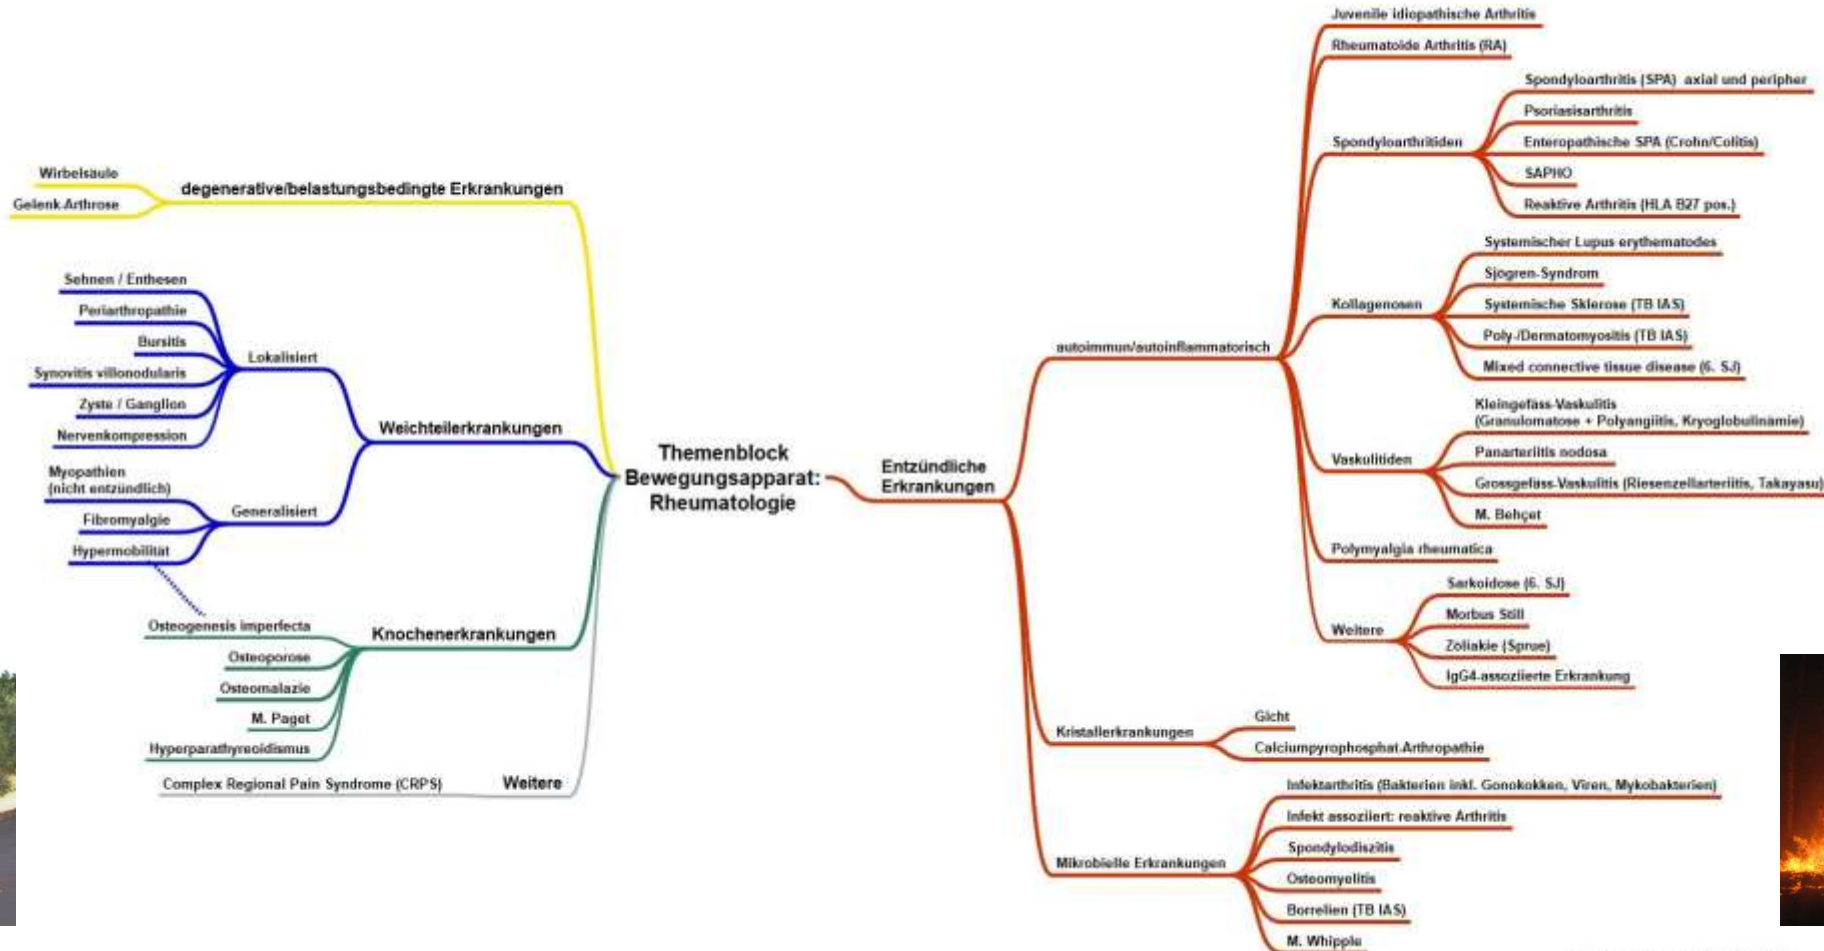 Themenblock
Bewegungsapparat:
Rheumatologie
degenerative/belastungsbedingte Erkrankungen
Wirbelsäule
Gelenk-Arthrose
Weichteilerkrankungen
Lokalisiert
Sehnen / Enthesen
Periarthropathie
Bursitis
Synovitis villonodularis
Zyste / Ganglion
Nervenkompression
Generalisiert
Myopathien
(nicht entzündlich)
Fibromyalgie
Hypermobilität
Knochenerkrankungen
Osteogenesis imperfecta
Osteoporose
Osteomalazie
M. Paget
Hyperparathyreoidismus
Weitere
Complex Regional Pain Syndrome (CRPS)
Entzündliche
Erkrankungen
autoimmun/autoinflammatorisch
Juvenile idiopathische Arthritis
Rheumatoide Arthritis (RA)
Spondyloarthritiden
Spondyloarthritis (SPA) axial und peripher
Psoriasisarthritis
Enteropathische SPA (Crohn/Colitis)
SAPHO
Reaktive Arthritis (HLA B27 pos.)
Kollagenosen
Systemischer Lupus erythematodes
Sjögren-Syndrom
Systemische Sklerose (TB IAS)
Poly-/Dermatomyositis (TB IAS)
Mixed connective tissue disease (6. SJ)
Vaskulitiden
Kleingefäss-Vaskulitis
(Granulomatose + Polyangiitis, Kryoglobulinämie)
Panarteriitis nodosa
Grossgefäss-Vaskulitis (Riesenzellarteriitis, Takayasu)
M. Behçet
Polymyalgia rheumatica
Weitere
Sarkoidose (6. SJ)
Morbus Still
Zöliakie (Sprue)
IgG4-assoziierte Erkrankung
Kristallerkrankungen
Gicht
Calciumpyrophosphat-Arthropathie
Mikrobielle Erkrankungen
Infektarthritis (Bakterien inkl. Gonokokken, Viren, Mykobakterien)
Infekt assoziiert: reaktive Arthritis
Spondylodiszitis
Osteomyelitis
Borrelien (TB IAS)
M. Whipple